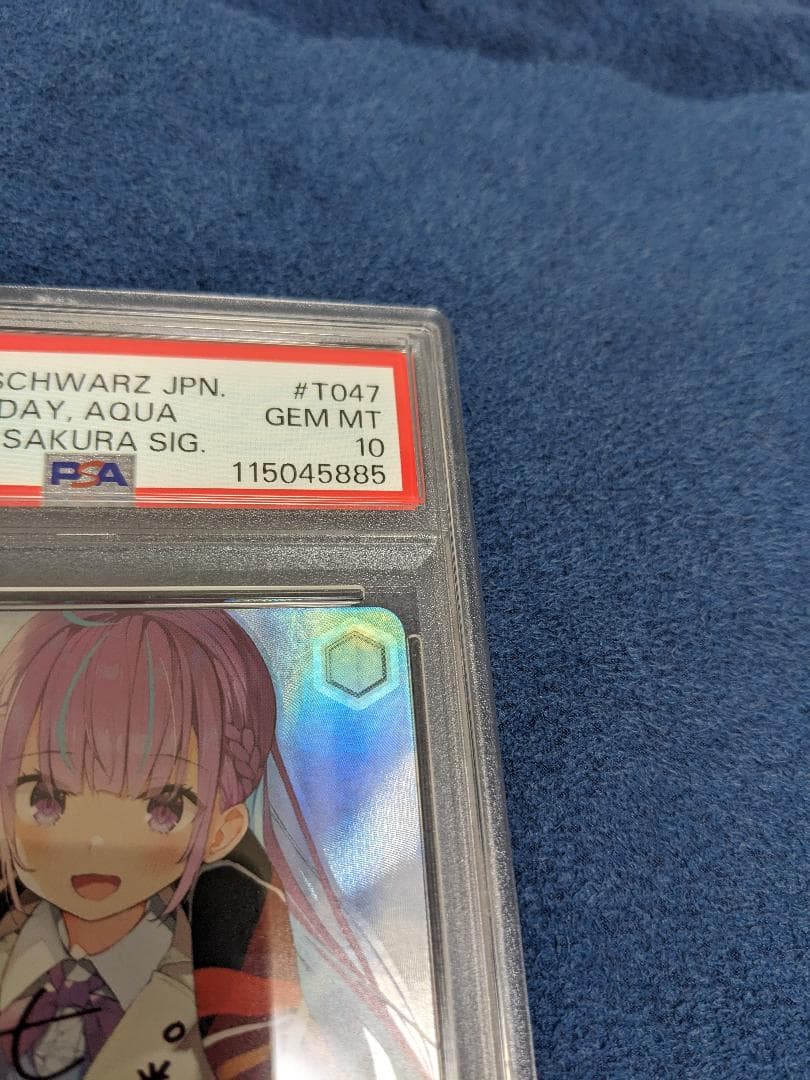 SCHWARZ JPN. #T047
DAY, AQUA GEM MT
SAKURA SIG. 10
PSA 115045885